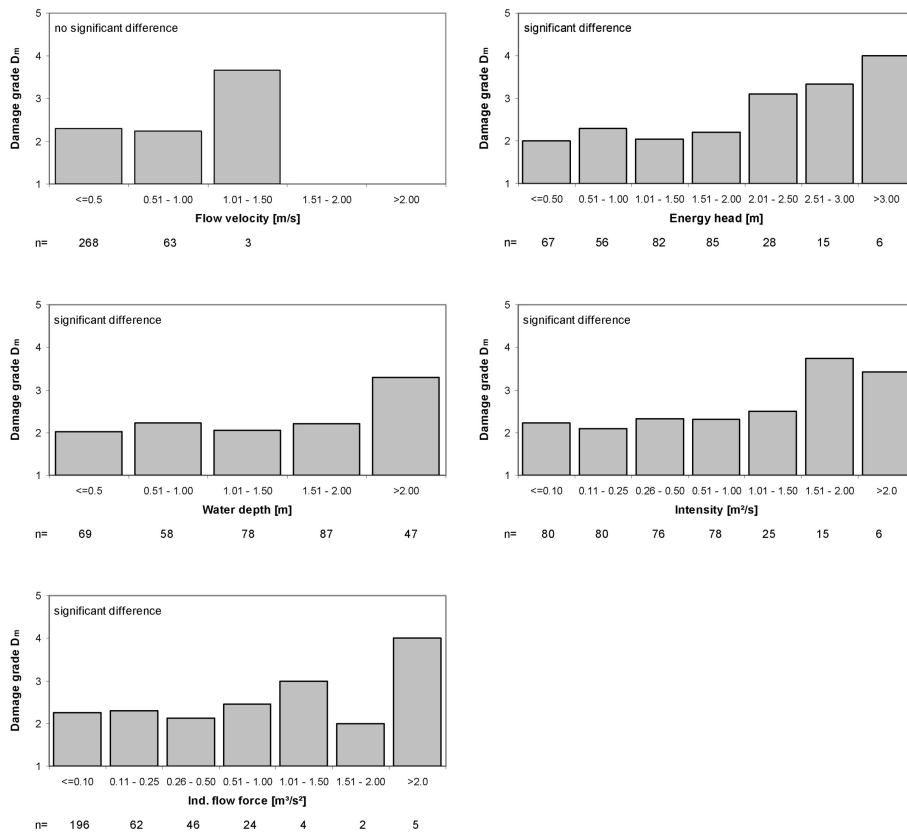 no significant difference
Damage grade Dm
5
4
3
2
1
<=0.5 0.51 - 1.00 1.01 - 1.50 1.51 - 2.00 >2.00
Flow velocity [m/s]
n= 268 63 3
significant difference
Damage grade Dm
5
4
3
2
1
<=0.50 0.51 - 1.00 1.01 - 1.50 1.51 - 2.00 2.01 - 2.50 2.51 - 3.00 >3.00
Energy head [m]
n= 67 56 82 85 28 15 6
significant difference
Damage grade Dm
5
4
3
2
1
<=0.5 0.51 - 1.00 1.01 - 1.50 1.51 - 2.00 >2.00
Water depth [m]
n= 69 58 78 87 47
significant difference
Damage grade Dm
5
4
3
2
1
<=0.10 0.11 - 0.25 0.26 - 0.50 0.51 - 1.00 1.01 - 1.50 1.51 - 2.00 >2.0
Intensity [m²/s]
n= 80 80 76 78 25 15 6
significant difference
Damage grade Dm
5
4
3
2
1
<=0.10 0.11 - 0.25 0.26 - 0.50 0.51 - 1.00 1.01 - 1.50 1.51 - 2.00 >2.0
Ind. flow force [m³/s²]
n= 196 62 46 24 4 2 5